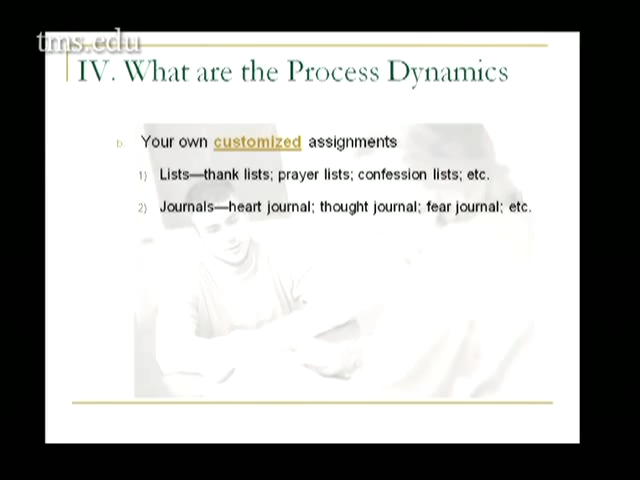 tms.edu
IV. What are the Process Dynamics
b. Your own customized assignments
1) Lists—thank lists; prayer lists; confession lists; etc.
2) Journals—heart journal; thought journal; fear journal; etc.